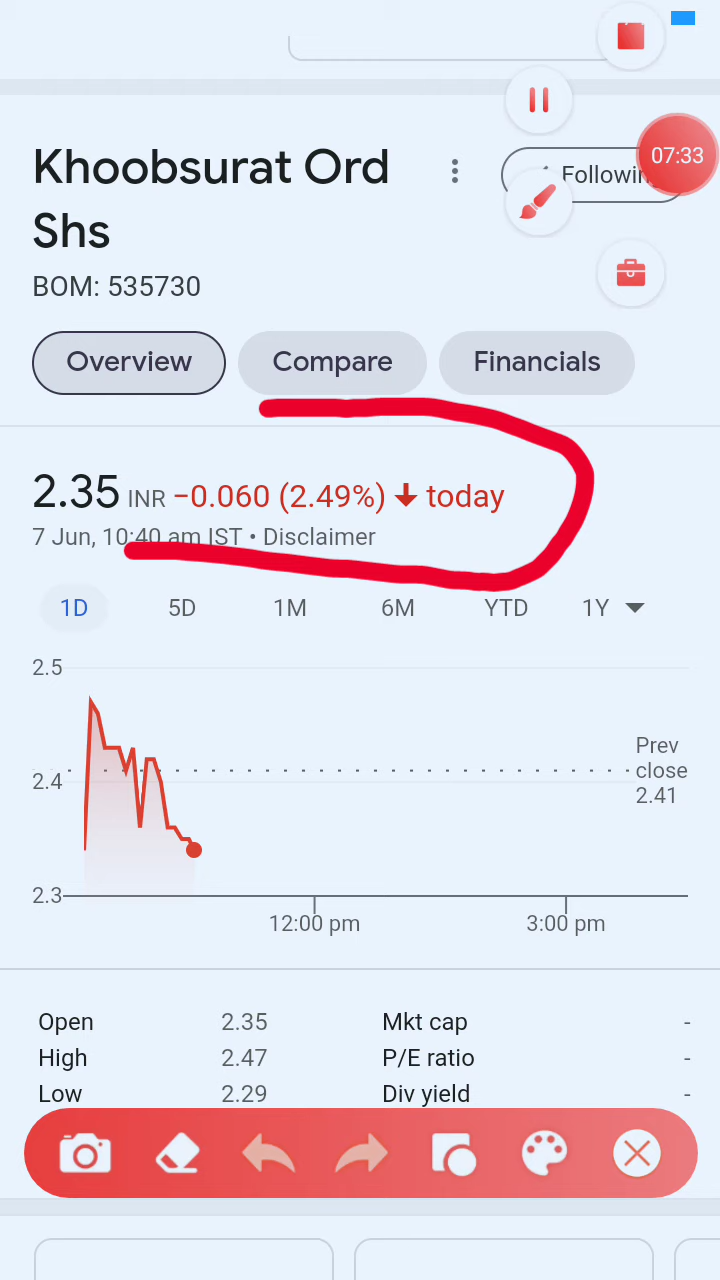 07:33
Khoobsurat Ord
Shs
BOM: 535730
Overview Compare Financials
2.35 INR −0.060 (2.49%) today
7 Jun, 10:40 am IST • Disclaimer
1D 5D 1M 6M YTD 1Y
2.5
Prev
close
2.41
2.4
2.3
12:00 pm 3:00 pm
Open 2.35 Mkt cap -
High 2.47 P/E ratio -
Low 2.29 Div yield -